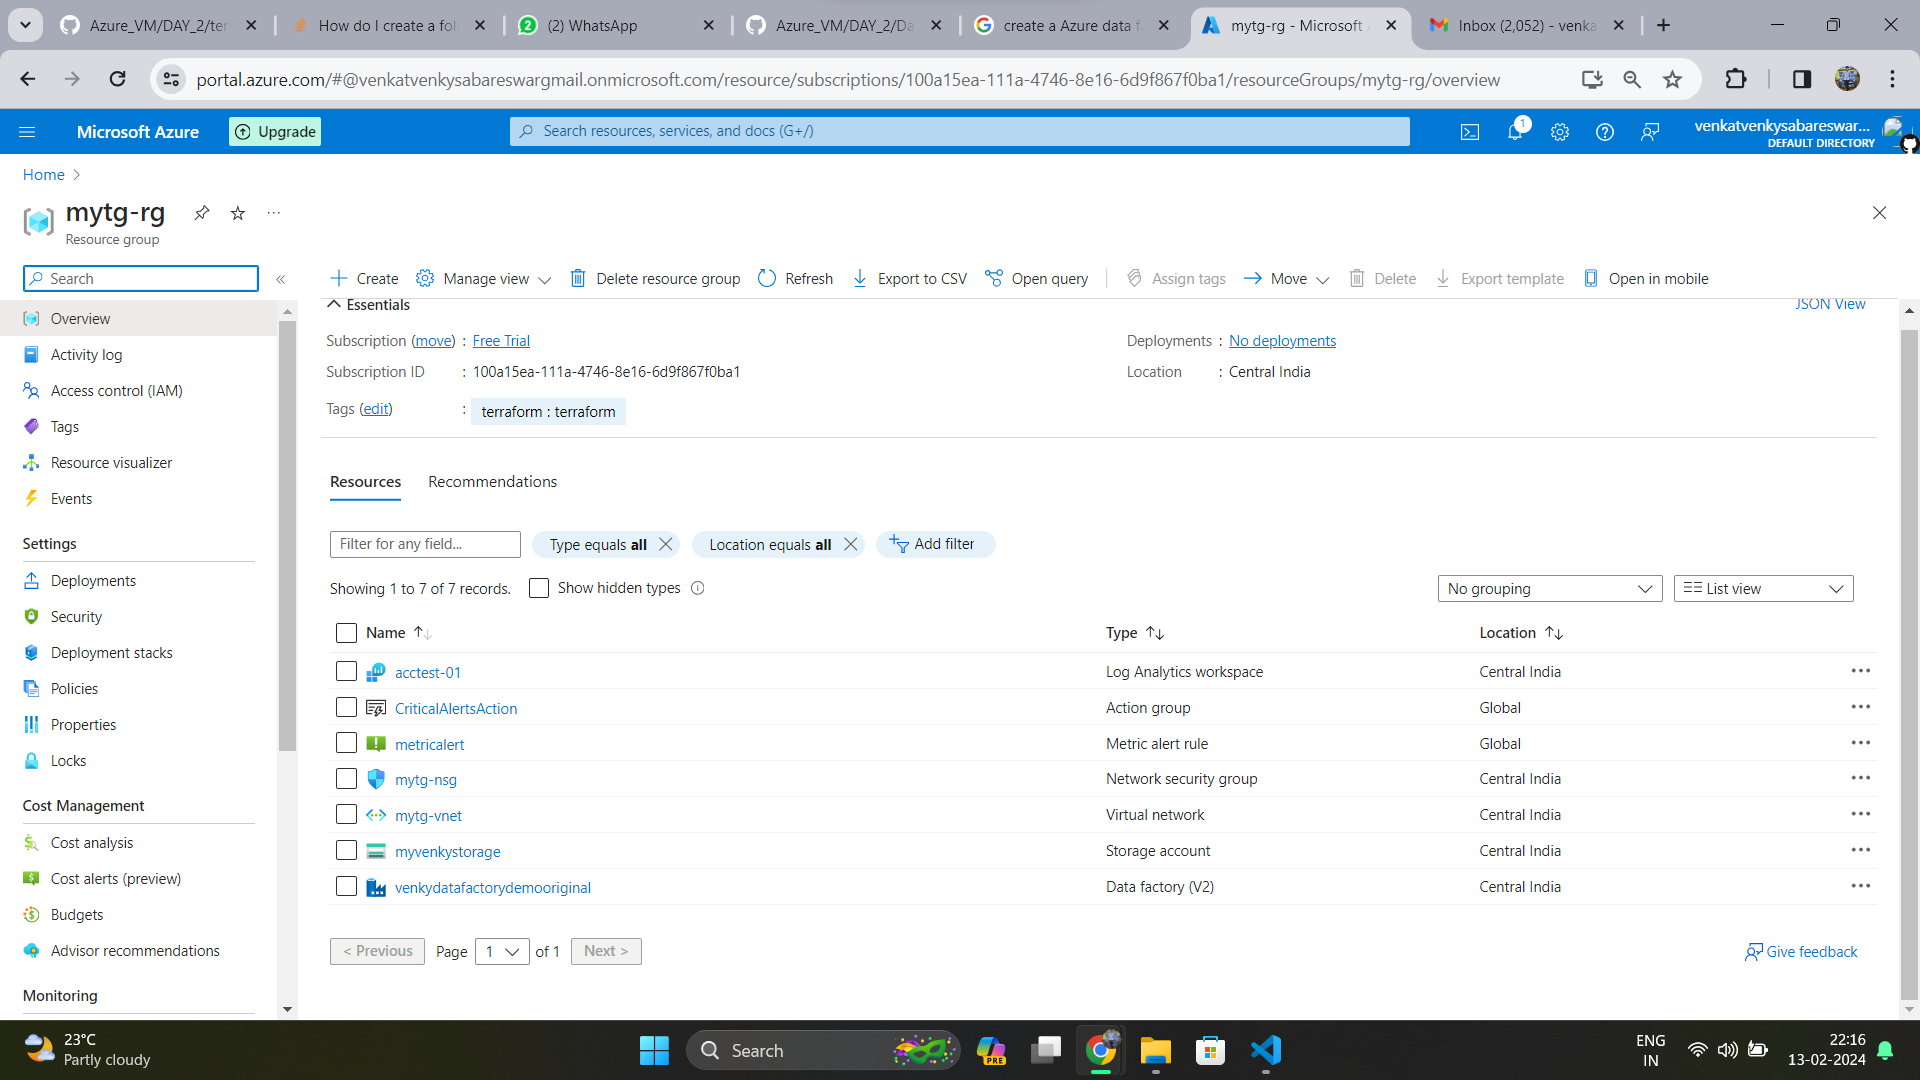 Azure_VM/DAY_2/ter
How do I create a fol
(2) WhatsApp
Azure_VM/DAY_2/Da
create a Azure data f
mytg-rg - Microsoft
Inbox (2,052) - venka
portal.azure.com/#@venkatvenkysabareswargmail.onmicrosoft.com/resource/subscriptions/100a15ea-111a-4746-8e16-6d9f867f0ba1/resourceGroups/mytg-rg/overview
Microsoft Azure
Upgrade
Search resources, services, and docs (G+/)
1
venkatvenkysabareswar...
DEFAULT DIRECTORY
Home
mytg-rg
Resource group
Search
Create
Manage view
Delete resource group
Refresh
Export to CSV
Open query
Assign tags
Move
Delete
Export template
Open in mobile
Overview
Activity log
Access control (IAM)
Tags
Resource visualizer
Events
Settings
Deployments
Security
Deployment stacks
Policies
Properties
Locks
Cost Management
Cost analysis
Cost alerts (preview)
Budgets
Advisor recommendations
Monitoring
Essentials
JSON View
Subscription (move) : Free Trial
Deployments : No deployments
Subscription ID : 100a15ea-111a-4746-8e16-6d9f867f0ba1
Location : Central India
Tags (edit) : terraform : terraform
Resources Recommendations
Filter for any field...
Type equals all
Location equals all
Add filter
Showing 1 to 7 of 7 records.
Show hidden types
No grouping
List view
Name Type Location
acctest-01 Log Analytics workspace Central India
CriticalAlertsAction Action group Global
metricalert Metric alert rule Global
mytg-nsg Network security group Central India
mytg-vnet Virtual network Central India
myvenkystorage Storage account Central India
venkydatafactorydemooriginal Data factory (V2) Central India
< Previous Page 1 of 1 Next >
Give feedback
23°C
Partly cloudy
Search
PRE
ENG
IN
22:16
13-02-2024